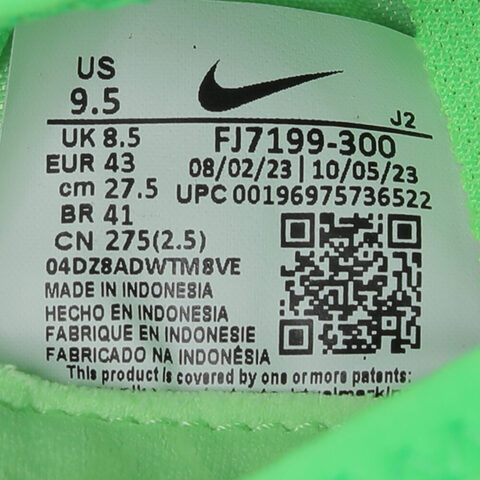 US
9.5
J2
UK 8.5
EUR 43
cm 27.5
BR 41
CN 275(2.5)
FJ7199-300
08/02/23 | 10/05/23
UPC 00196975736522
04DZ8ADWTM8VE
MADE IN INDONESIA
HECHO EN INDONESIA
FABRIQUE EN INDONESIE
FABRICADO NA INDONÉSIA
This product is covered by one or more patents: